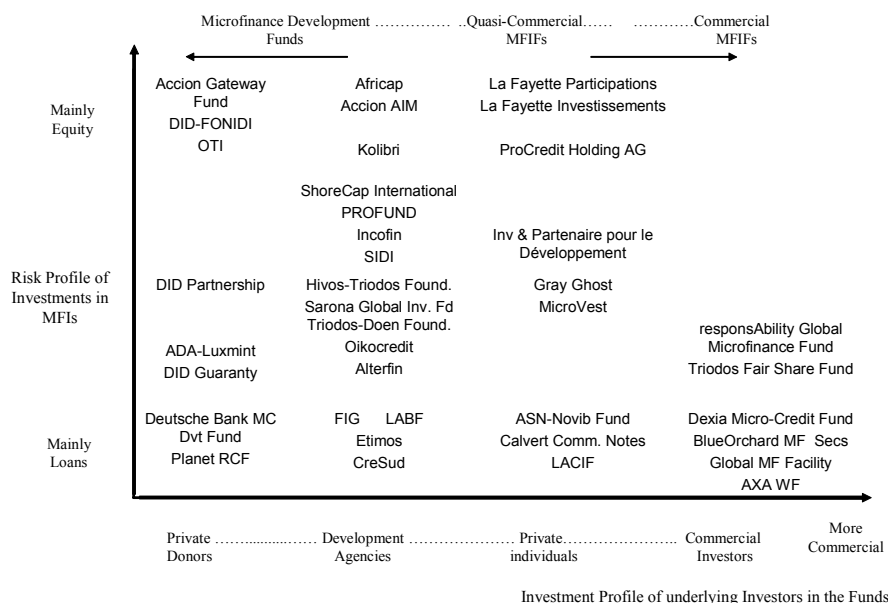 Microfinance Development ............... ..Quasi-Commercial...... ............Commercial
Funds MFIFs MFIFs
Mainly
Equity
Accion Gateway
Fund
DID-FONIDI
OTI
Africap
Accion AIM
Kolibri
La Fayette Participations
La Fayette Investissements
ProCredit Holding AG
Risk Profile of
Investments in
MFIs
ShoreCap International
PROFUND
Incofin
SIDI
Inv & Partenaire pour le
Développement
DID Partnership
Hivos-Triodos Found.
Sarona Global Inv. Fd
Triodos-Doen Found.
Oikocredit
Alterfin
Gray Ghost
MicroVest
ADA-Luxmint
DID Guaranty
responsAbility Global
Microfinance Fund
Triodos Fair Share Fund
Mainly
Loans
Deutsche Bank MC
Dvt Fund
Planet RCF
FIG LABF
Etimos
CreSud
ASN-Novib Fund
Calvert Comm. Notes
LACIF
Dexia Micro-Credit Fund
BlueOrchard MF Secs
Global MF Facility
AXA WF
Private ..................... Development .................... Private........................ Commercial
Donors Agencies individuals Investors
More
Commercial
Investment Profile of underlying Investors in the Funds